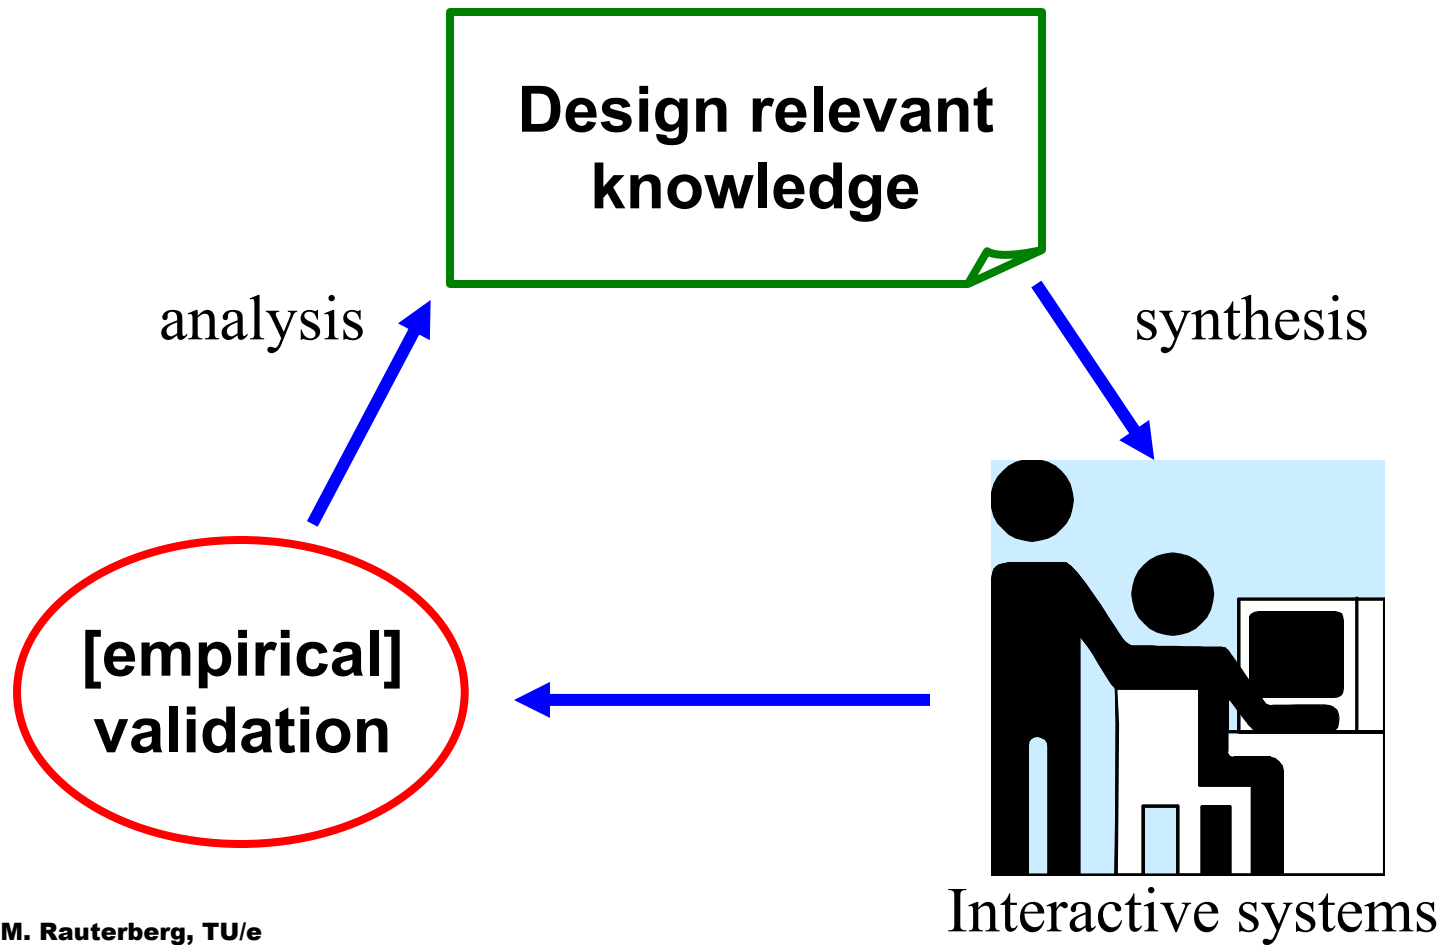 Design relevant
knowledge
analysis
synthesis
[empirical]
validation
Interactive systems
M. Rauterberg, TU/e